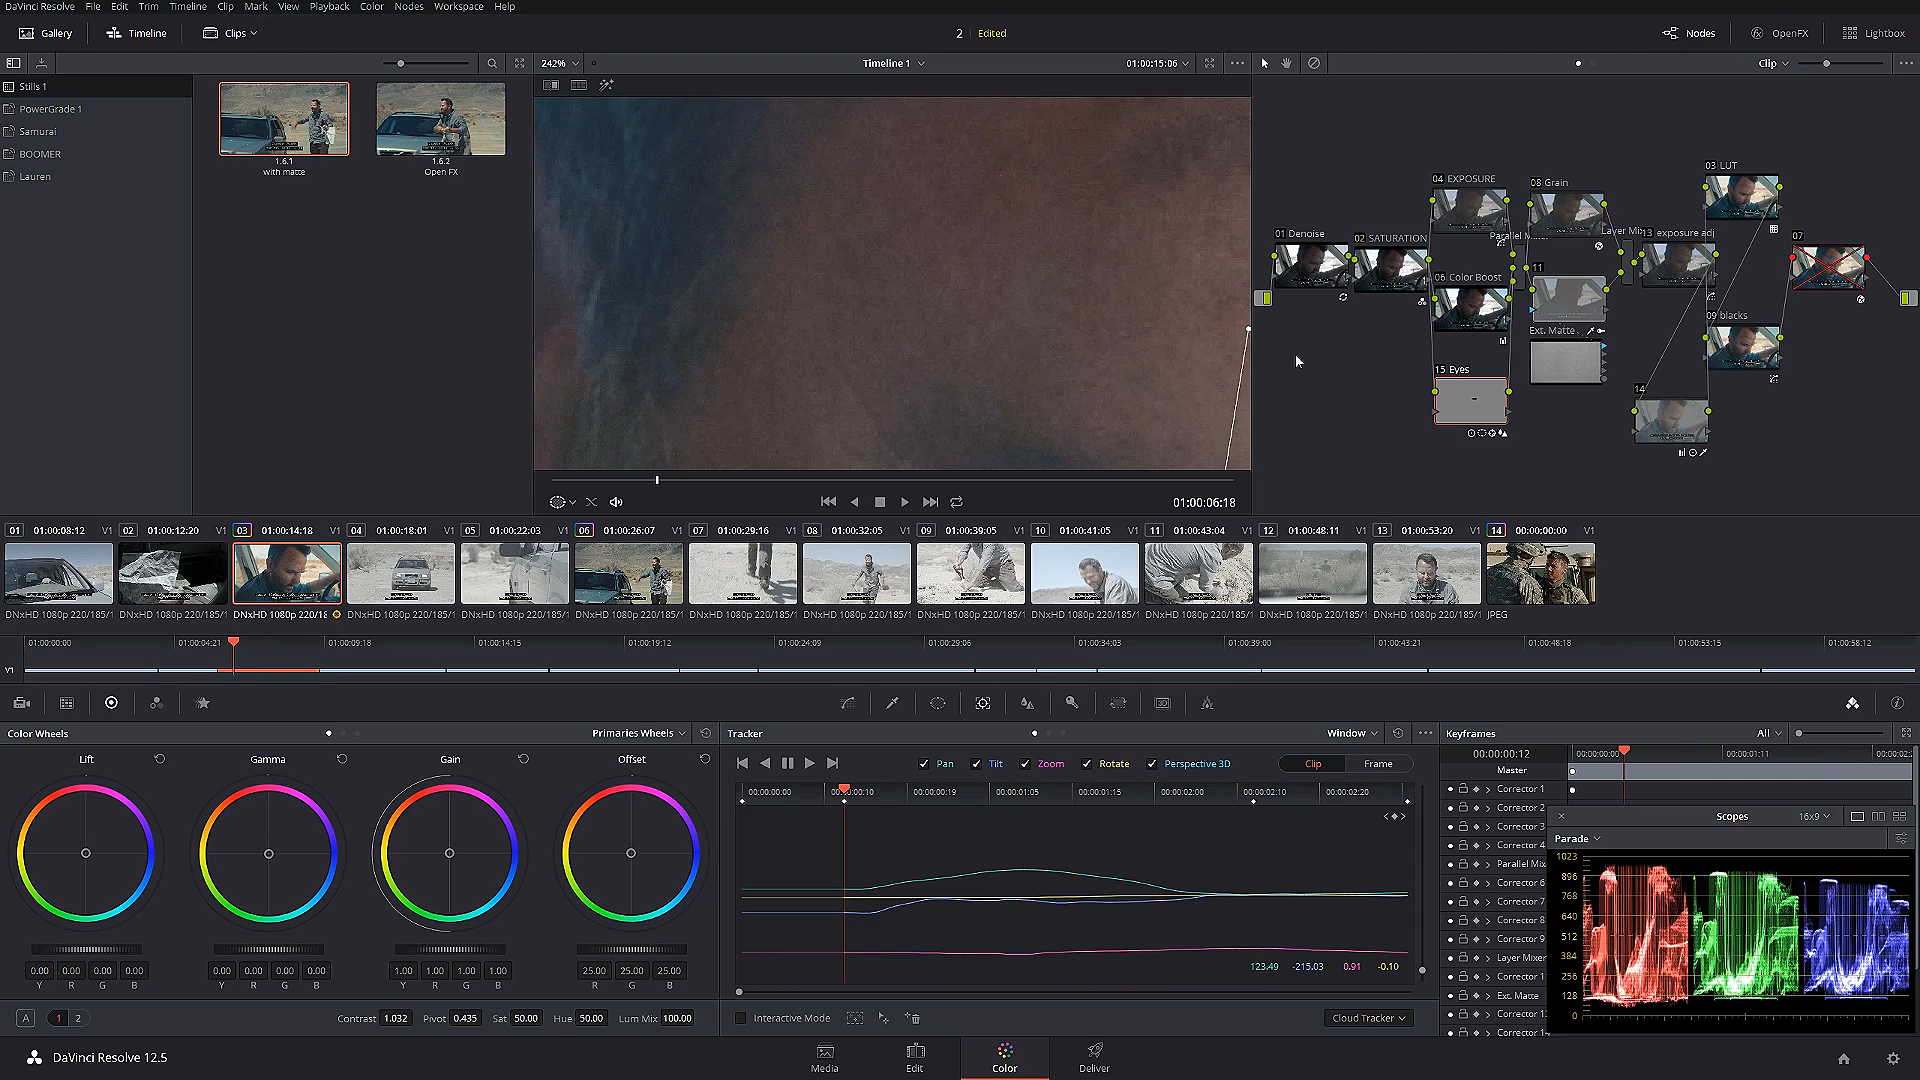 DaVinci Resolve File Edit Trim Timeline Clip Mark View Playback Color Nodes Workspace Help
Gallery Timeline Clips 2 Edited Nodes OpenFX Lightbox
242% Timeline 1 01:00:15:06 Clip
Stills 1
PowerGrade 1
Samurai
BOOMER
Lauren
1.6.1 1.6.2
with matte Open FX
03 LUT
04 EXPOSURE 08 Grain
01 Denoise 02 SATURATION Layer Mix 13 exposure adj 07
06 Color Boost 11
09 blacks
Ext. Matte
15 Eyes
14
01:00:06:18
01 01:00:08:12 V1 02 01:00:12:20 V1 03 01:00:14:18 V1 04 01:00:18:01 V1 05 01:00:22:03 V1 06 01:00:26:07 V1 07 01:00:29:16 V1 08 01:00:32:05 V1 09 01:00:39:05 V1 10 01:00:41:05 V1 11 01:00:43:04 V1 12 01:00:48:11 V1 13 01:00:53:20 V1 14 00:00:00:00 V1
DNxHD 1080p 220/185/1 DNxHD 1080p 220/185/1 DNxHD 1080p 220/18 DNxHD 1080p 220/185/1 DNxHD 1080p 220/185/1 DNxHD 1080p 220/185/1 DNxHD 1080p 220/185/1 DNxHD 1080p 220/185/1 DNxHD 1080p 220/185/1 DNxHD 1080p 220/185/1 DNxHD 1080p 220/185/1 DNxHD 1080p 220/185/1 DNxHD 1080p 220/185/1 JPEG
01:00:00:00 01:00:04:21 01:00:09:18 01:00:14:15 01:00:19:12 01:00:24:09 01:00:29:06 01:00:34:03 01:00:39:00 01:00:43:21 01:00:48:18 01:00:53:15 01:00:58:12
V1
Color Wheels Primaries Wheels Tracker Window Keyframes All
00:00:00:12 00:00:00:00 00:00:01:11 00:00:02:
Lift Gamma Gain Offset
Pan Tilt Zoom Rotate Perspective 3D Clip Frame
Master
Corrector 1
Corrector 2
Corrector 3
Corrector 4
Parallel Mix
Corrector 6
Corrector 7
Corrector 8
Corrector 9
Layer Mixer
Corrector 1
Ext. Matte
Corrector 1
Corrector 14
00:00:00:00 00:00:00:10 00:00:00:19 00:00:01:05 00:00:01:15 00:00:02:00 00:00:02:10 00:00:02:20
Scopes 16x9
Parade
1023
896
768
640
512
384
256
128
0
123.49 -215.03 0.91 -0.10
0.00 0.00 0.00 0.00 0.00 0.00 0.00 0.00 1.00 1.00 1.00 1.00 25.00 25.00 25.00
Y R G B Y R G B Y R G B R G B
A 1 2 Contrast 1.032 Pivot 0.435 Sat 50.00 Hue 50.00 Lum Mix 100.00
Interactive Mode Cloud Tracker
DaVinci Resolve 12.5 Media Edit Color Deliver